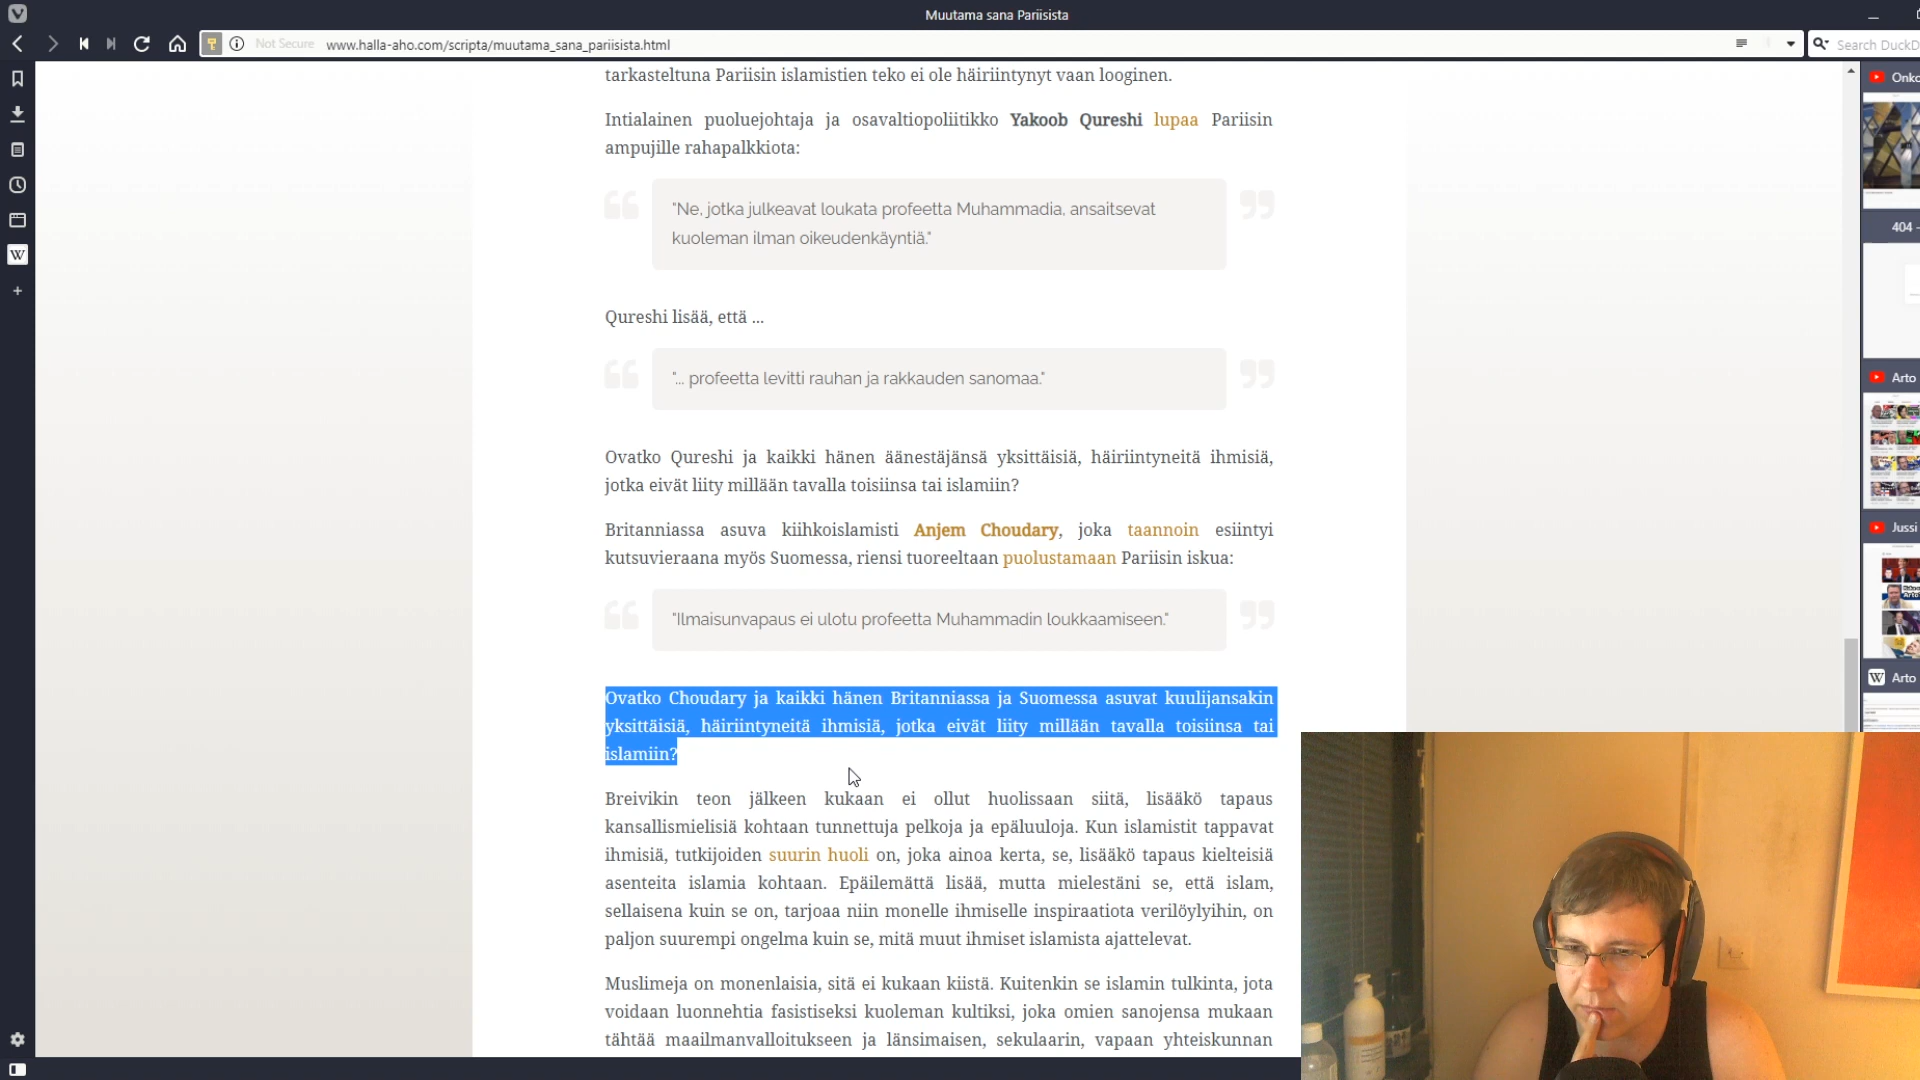 Muutama sana Pariisista
Not Secure www.halla-aho.com/scripta/muutama_sana_pariisista.html
Search DuckD
tarkasteltuna Pariisin islamistien teko ei ole häiriintynyt vaan looginen.
Intialainen puoluejohtaja ja osavaltiopoliitikko Yakoob Qureshi lupaa Pariisin
ampujille rahapalkkiota:
"Ne, jotka julkeavat loukata profeetta Muhammadia, ansaitsevat
kuoleman ilman oikeudenkäyntiä."
Qureshi lisää, että ...
"... profeetta levitti rauhan ja rakkauden sanomaa."
Ovatko Qureshi ja kaikki hänen äänestäjänsä yksittäisiä, häiriintyneitä ihmisiä,
jotka eivät liity millään tavalla toisiinsa tai islamiin?
Britanniassa asuva kiihkoislamisti Anjem Choudary, joka taannoin esiintyi
kutsuvieraana myös Suomessa, riensi tuoreeltaan puolustamaan Pariisin iskua:
"Ilmaisunvapaus ei ulotu profeetta Muhammadin loukkaamiseen."
Ovatko Choudary ja kaikki hänen Britanniassa ja Suomessa asuvat kuulijansakin
yksittäisiä, häiriintyneitä ihmisiä, jotka eivät liity millään tavalla toisiinsa tai
islamiin?
Breivikin teon jälkeen kukaan ei ollut huolissaan siitä, lisääkö tapaus
kansallismielisiä kohtaan tunnettuja pelkoja ja epäluuloja. Kun islamistit tappavat
ihmisiä, tutkijoiden suurin huoli on, joka ainoa kerta, se, lisääkö tapaus kielteisiä
asenteita islamia kohtaan. Epäilemättä lisää, mutta mielestäni se, että islam,
sellaisena kuin se on, tarjoaa niin monelle ihmiselle inspiraatiota verilöylyihin, on
paljon suurempi ongelma kuin se, mitä muut ihmiset islamista ajattelevat.
Muslimeja on monenlaisia, sitä ei kukaan kiistä. Kuitenkin se islamin tulkinta, jota
voidaan luonnehtia fasistiseksi kuoleman kultiksi, joka omien sanojensa mukaan
tähtää maailmanvalloitukseen ja länsimaisen, sekulaarin, vapaan yhteiskunnan
Onko
404 -
Arto
Jussi
W Arto
W